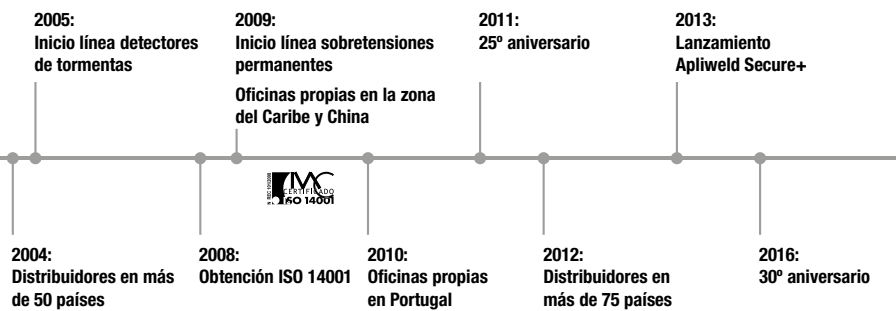 2005:
Inicio línea detectores
de tormentas
2009:
Inicio línea sobretensiones
permanentes
Oficinas propias en la zona
del Caribe y China
2011:
25º aniversario
2013:
Lanzamiento
Apliweld Secure+
IMC
CERTIFICADO
ISO 14001
2004:
Distribuidores en más
de 50 países
2008:
Obtención ISO 14001
2010:
Oficinas propias
en Portugal
2012:
Distribuidores en
más de 75 países
2016:
30º aniversario